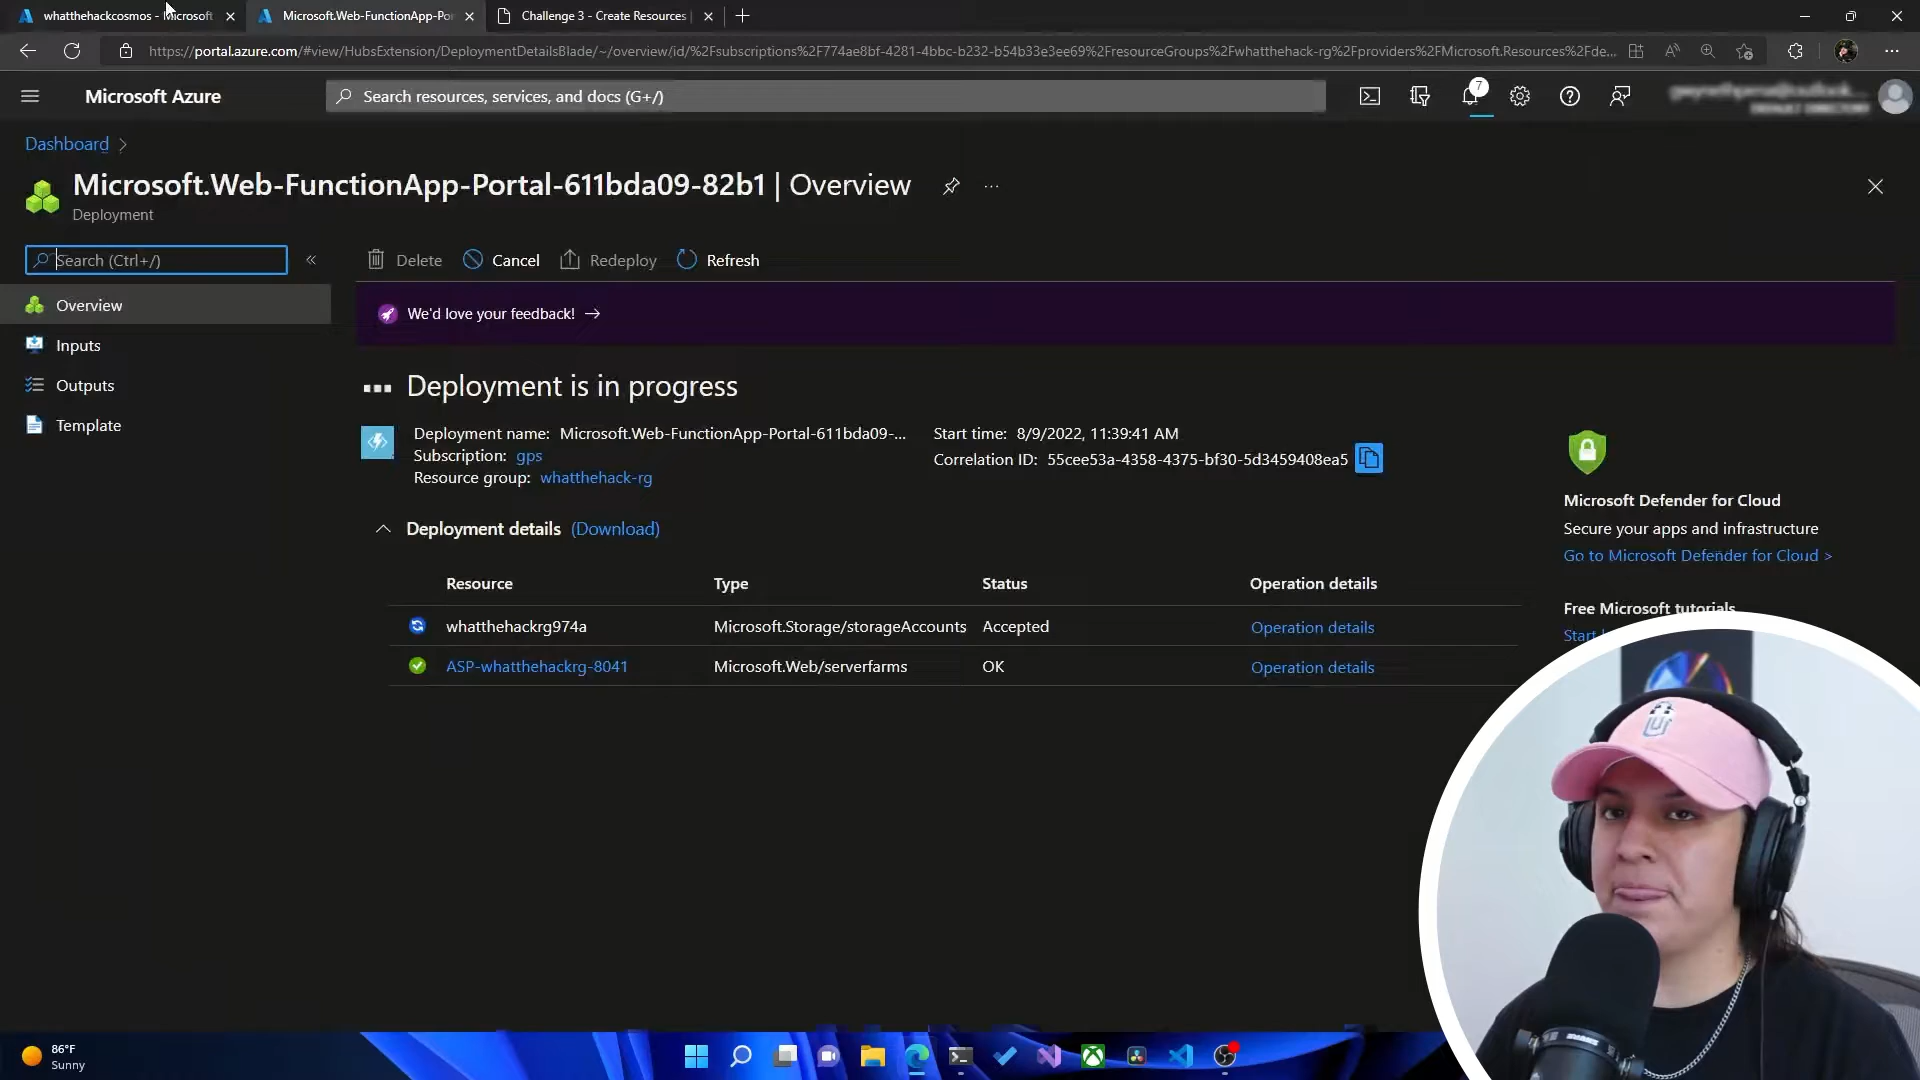 whatthehackcosmos - Microsoft
Microsoft.Web-FunctionApp-Por
Challenge 3 - Create Resources
https://portal.azure.com/#view/HubsExtension/DeploymentDetailsBlade/~/overview/id/%2Fsubscriptions%2F774ae8bf-4281-4bbc-b232-b54b33e3ee69%2FresourceGroups%2Fwhatthehack-rg%2Fproviders%2FMicrosoft.Resources%2Fde...
Microsoft Azure
Search resources, services, and docs (G+/)
7
Dashboard >
Microsoft.Web-FunctionApp-Portal-611bda09-82b1 | Overview
Deployment
Search (Ctrl+/)
Delete
Cancel
Redeploy
Refresh
Overview
Inputs
Outputs
Template
We'd love your feedback! →
Deployment is in progress
Deployment name: Microsoft.Web-FunctionApp-Portal-611bda09-...
Subscription: gps
Resource group: whatthehack-rg
Start time: 8/9/2022, 11:39:41 AM
Correlation ID: 55cee53a-4358-4375-bf30-5d3459408ea5
Deployment details (Download)
Resource Type Status Operation details
whatthehackrg974a Microsoft.Storage/storageAccounts Accepted Operation details
ASP-whatthehackrg-8041 Microsoft.Web/serverfarms OK Operation details
Microsoft Defender for Cloud
Secure your apps and infrastructure
Go to Microsoft Defender for Cloud >
Free Microsoft tutorials
Start
86°F
Sunny